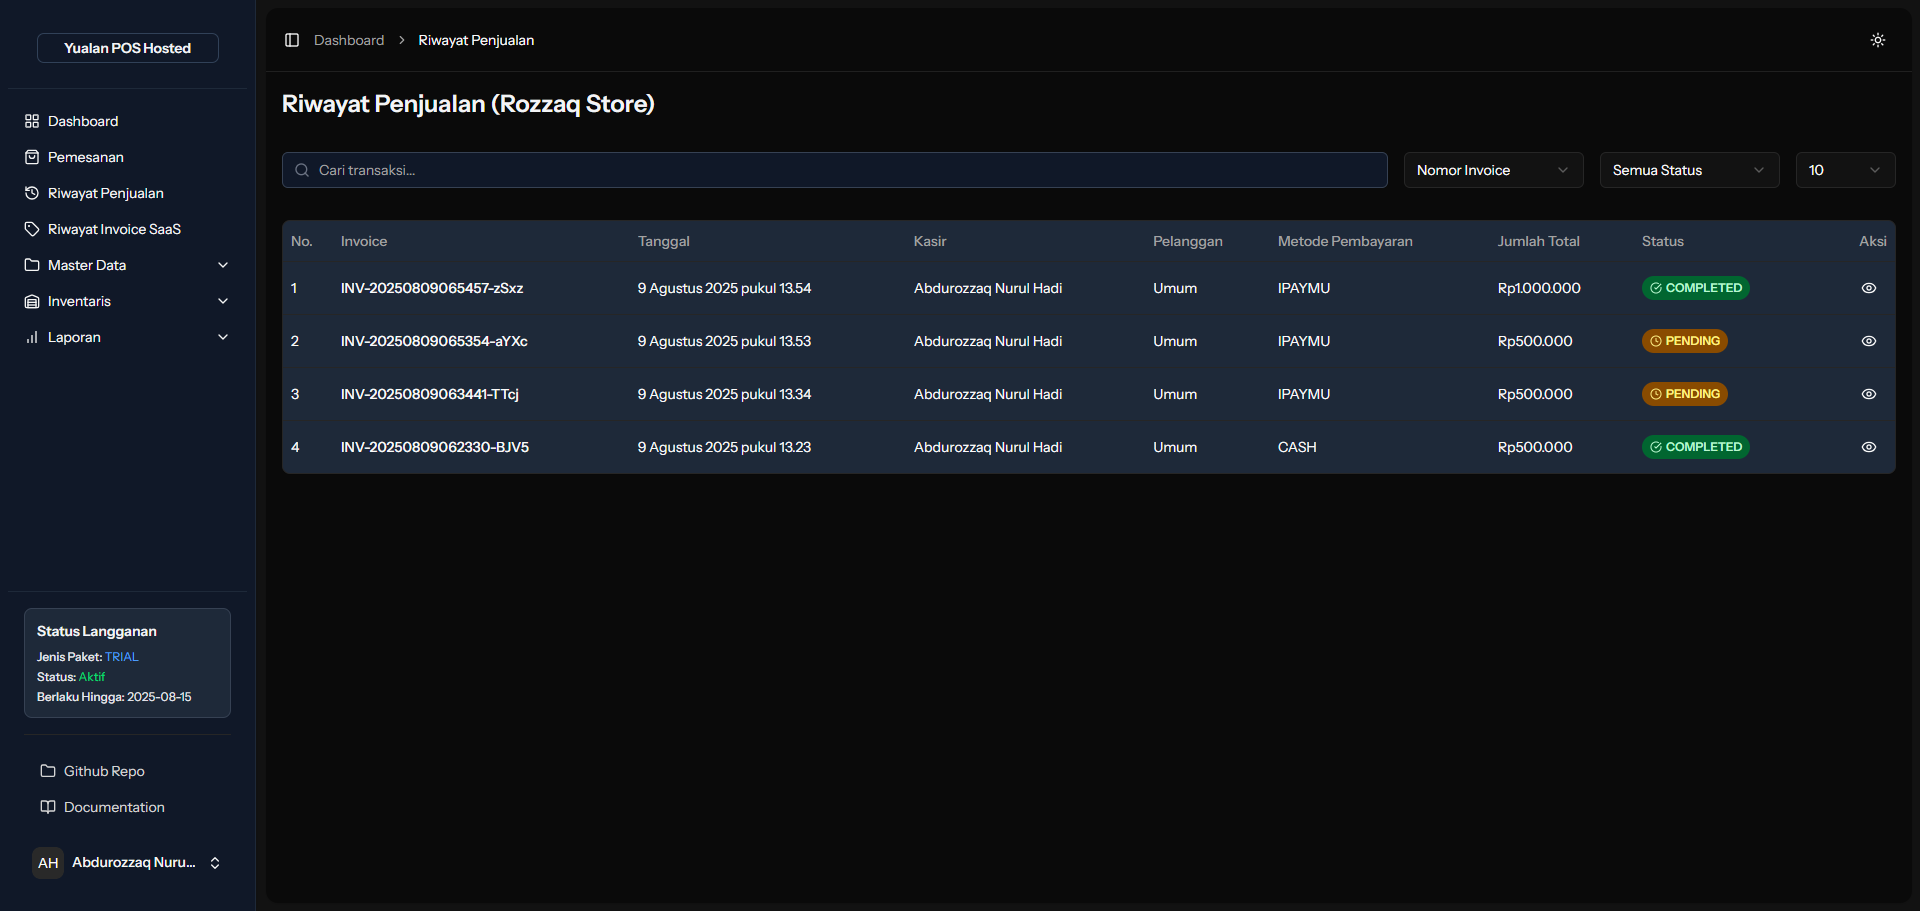 Yualan POS Hosted
Dashboard
Pemesanan
Riwayat Penjualan
Riwayat Invoice SaaS
Master Data
Inventaris
Laporan
Status Langganan
Jenis Paket: TRIAL
Status: Aktif
Berlaku Hingga: 2025-08-15
Github Repo
Documentation
AH Abdurozzaq Nuru...
Dashboard > Riwayat Penjualan
Riwayat Penjualan (Rozzaq Store)
Cari transaksi... Nomor Invoice Semua Status 10
No. Invoice Tanggal Kasir Pelanggan Metode Pembayaran Jumlah Total Status Aksi
1 INV-20250809065457-zSxz 9 Agustus 2025 pukul 13.54 Abdurozzaq Nurul Hadi Umum IPAYMU Rp1.000.000 COMPLETED
2 INV-20250809065354-aYXc 9 Agustus 2025 pukul 13.53 Abdurozzaq Nurul Hadi Umum IPAYMU Rp500.000 PENDING
3 INV-20250809063441-TTcj 9 Agustus 2025 pukul 13.34 Abdurozzaq Nurul Hadi Umum IPAYMU Rp500.000 PENDING
4 INV-20250809062330-BJV5 9 Agustus 2025 pukul 13.23 Abdurozzaq Nurul Hadi Umum CASH Rp500.000 COMPLETED